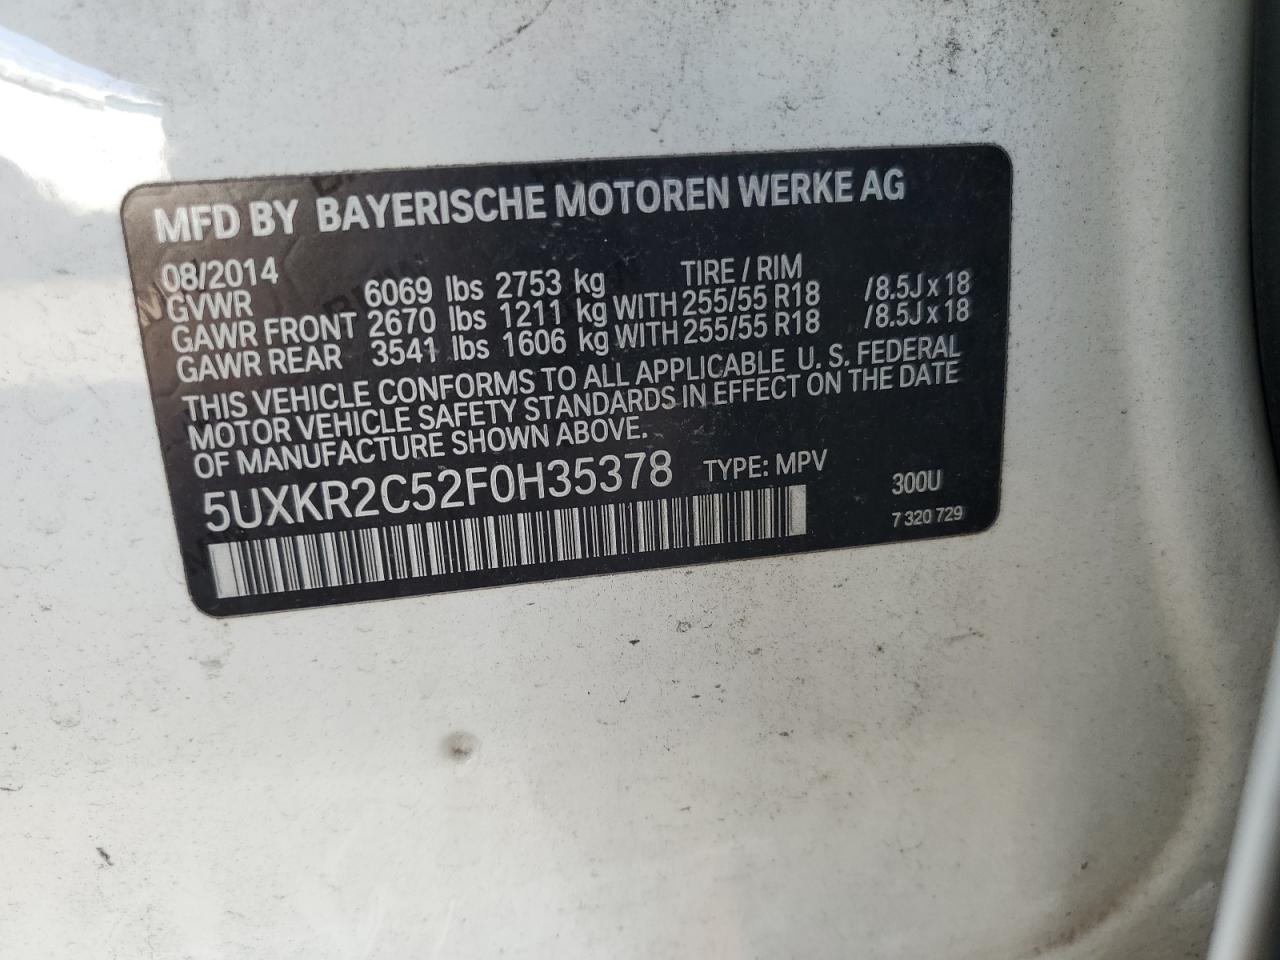 MFD BY BAYERISCHE MOTOREN WERKE AG
08/2014 TIRE / RIM
GVWR 6069 lbs 2753 kg
GAWR FRONT 2670 lbs 1211 kg WITH 255/55 R18 /8.5J x 18
GAWR REAR 3541 lbs 1606 kg WITH 255/55 R18 /8.5J x 18
THIS VEHICLE CONFORMS TO ALL APPLICABLE U. S. FEDERAL
MOTOR VEHICLE SAFETY STANDARDS IN EFFECT ON THE DATE
OF MANUFACTURE SHOWN ABOVE.
5UXKR2C52F0H35378 TYPE: MPV 300U
7 320 729